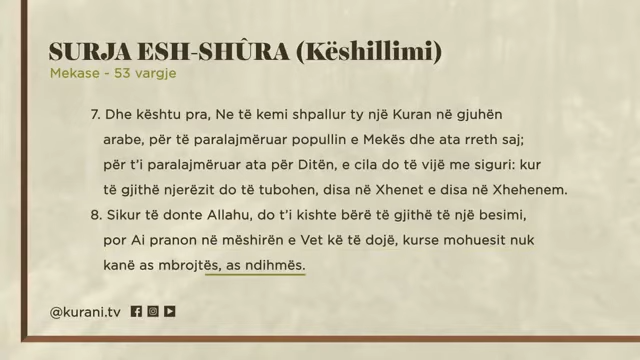 SURJA ESH-SHÛRA (Këshillimi)
Mekase - 53 vargje
7. Dhe kështu pra, Ne të kemi shpallur ty një Kuran në gjuhën
arabe, për të paralajmëruar popullin e Mekës dhe ata rreth saj;
për t'i paralajmëruar ata për Ditën, e cila do të vijë me siguri: kur
të gjithë njerëzit do të tubohen, disa në Xhenet e disa në Xhehenem.
8. Sikur të donte Allahu, do t'i kishte bërë të gjithë të një besimi,
por Ai pranon në mëshirën e Vet kë të dojë, kurse mohuesit nuk
kanë as mbrojtës, as ndihmës.
@kurani.tv